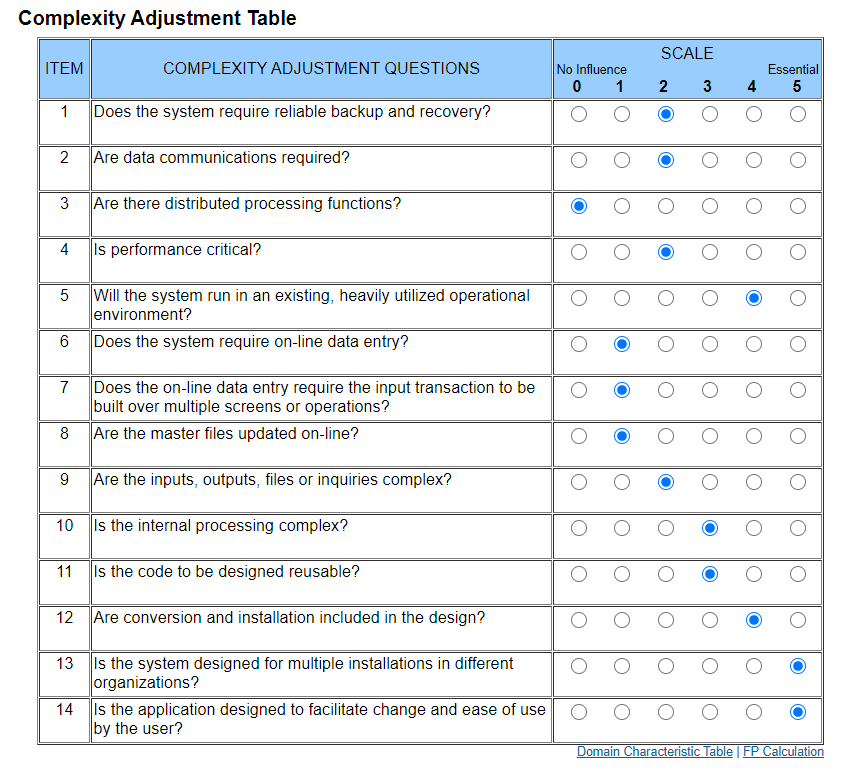 Complexity Adjustment Table
ITEM
COMPLEXITY ADJUSTMENT QUESTIONS
SCALE
No Influence Essential
0 1 2 3 4 5
1 Does the system require reliable backup and recovery?
2 Are data communications required?
3 Are there distributed processing functions?
4 Is performance critical?
5 Will the system run in an existing, heavily utilized operational
environment?
6 Does the system require on-line data entry?
7 Does the on-line data entry require the input transaction to be
built over multiple screens or operations?
8 Are the master files updated on-line?
9 Are the inputs, outputs, files or inquiries complex?
10 Is the internal processing complex?
11 Is the code to be designed reusable?
12 Are conversion and installation included in the design?
13 Is the system designed for multiple installations in different
organizations?
14 Is the application designed to facilitate change and ease of use
by the user?
Domain Characteristic Table | FP Calculation